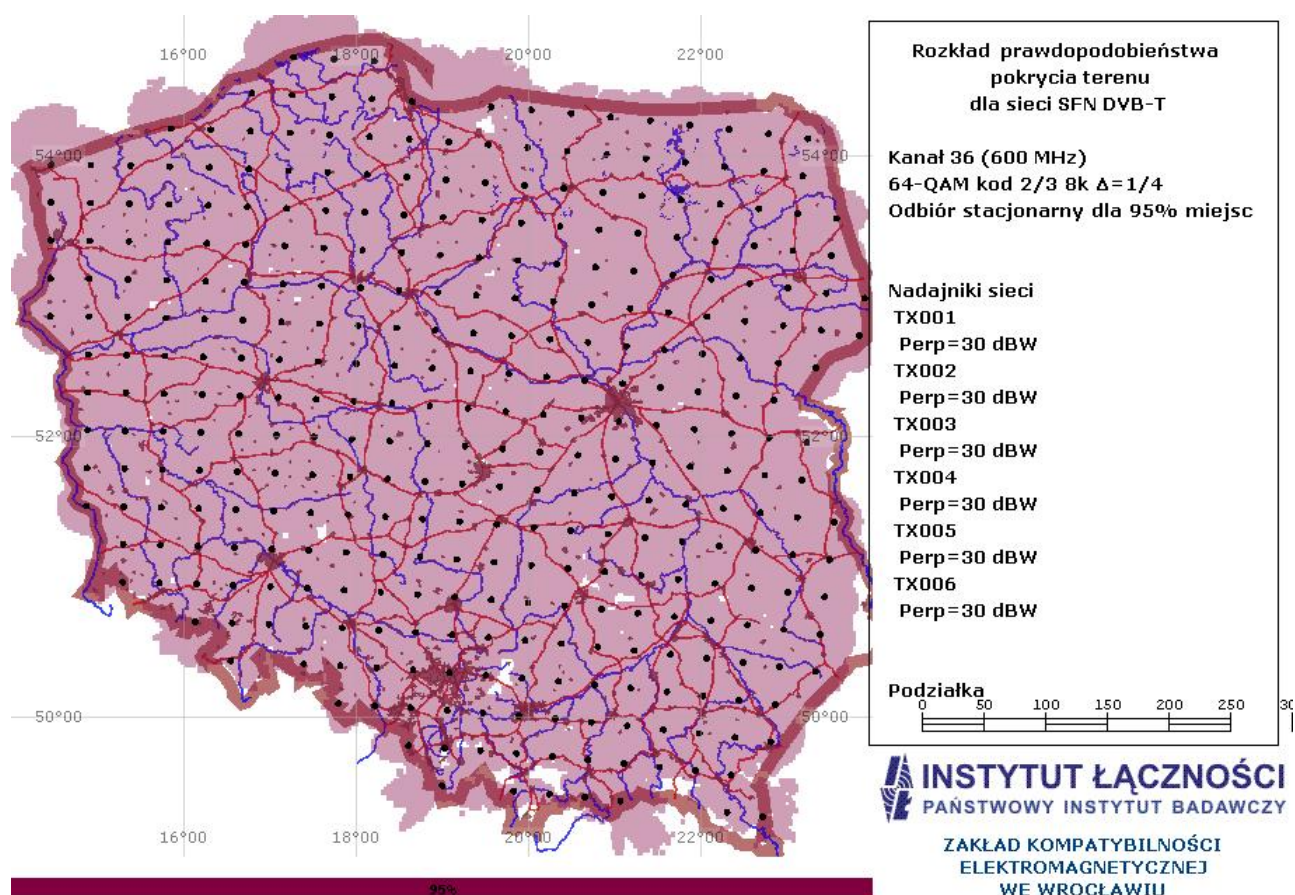 16°00
18°00
20°00
22°00
54°00
54°00
52°00
52°00
50°00
50°00
16°00
18°00
20°00
22°00
95%
Rozkład prawdopodobieństwa
pokrycia terenu
dla sieci SFN DVB-T
Kanał 36 (600 MHz)
64-QAM kod 2/3 8k Δ=1/4
Odbiór stacjonarny dla 95% miejsc
Nadajniki sieci
TX001
Perp=30 dBW
TX002
Perp=30 dBW
TX003
Perp=30 dBW
TX004
Perp=30 dBW
TX005
Perp=30 dBW
TX006
Perp=30 dBW
Podziałka
0 50 100 150 200 250
INSTYTUT ŁĄCZNOŚCI
PAŃSTWOWY INSTYTUT BADAWCZY
ZAKŁAD KOMPATYBILNOŚCI
ELEKTROMAGNETYCZNEJ
WE WROCŁAWIU